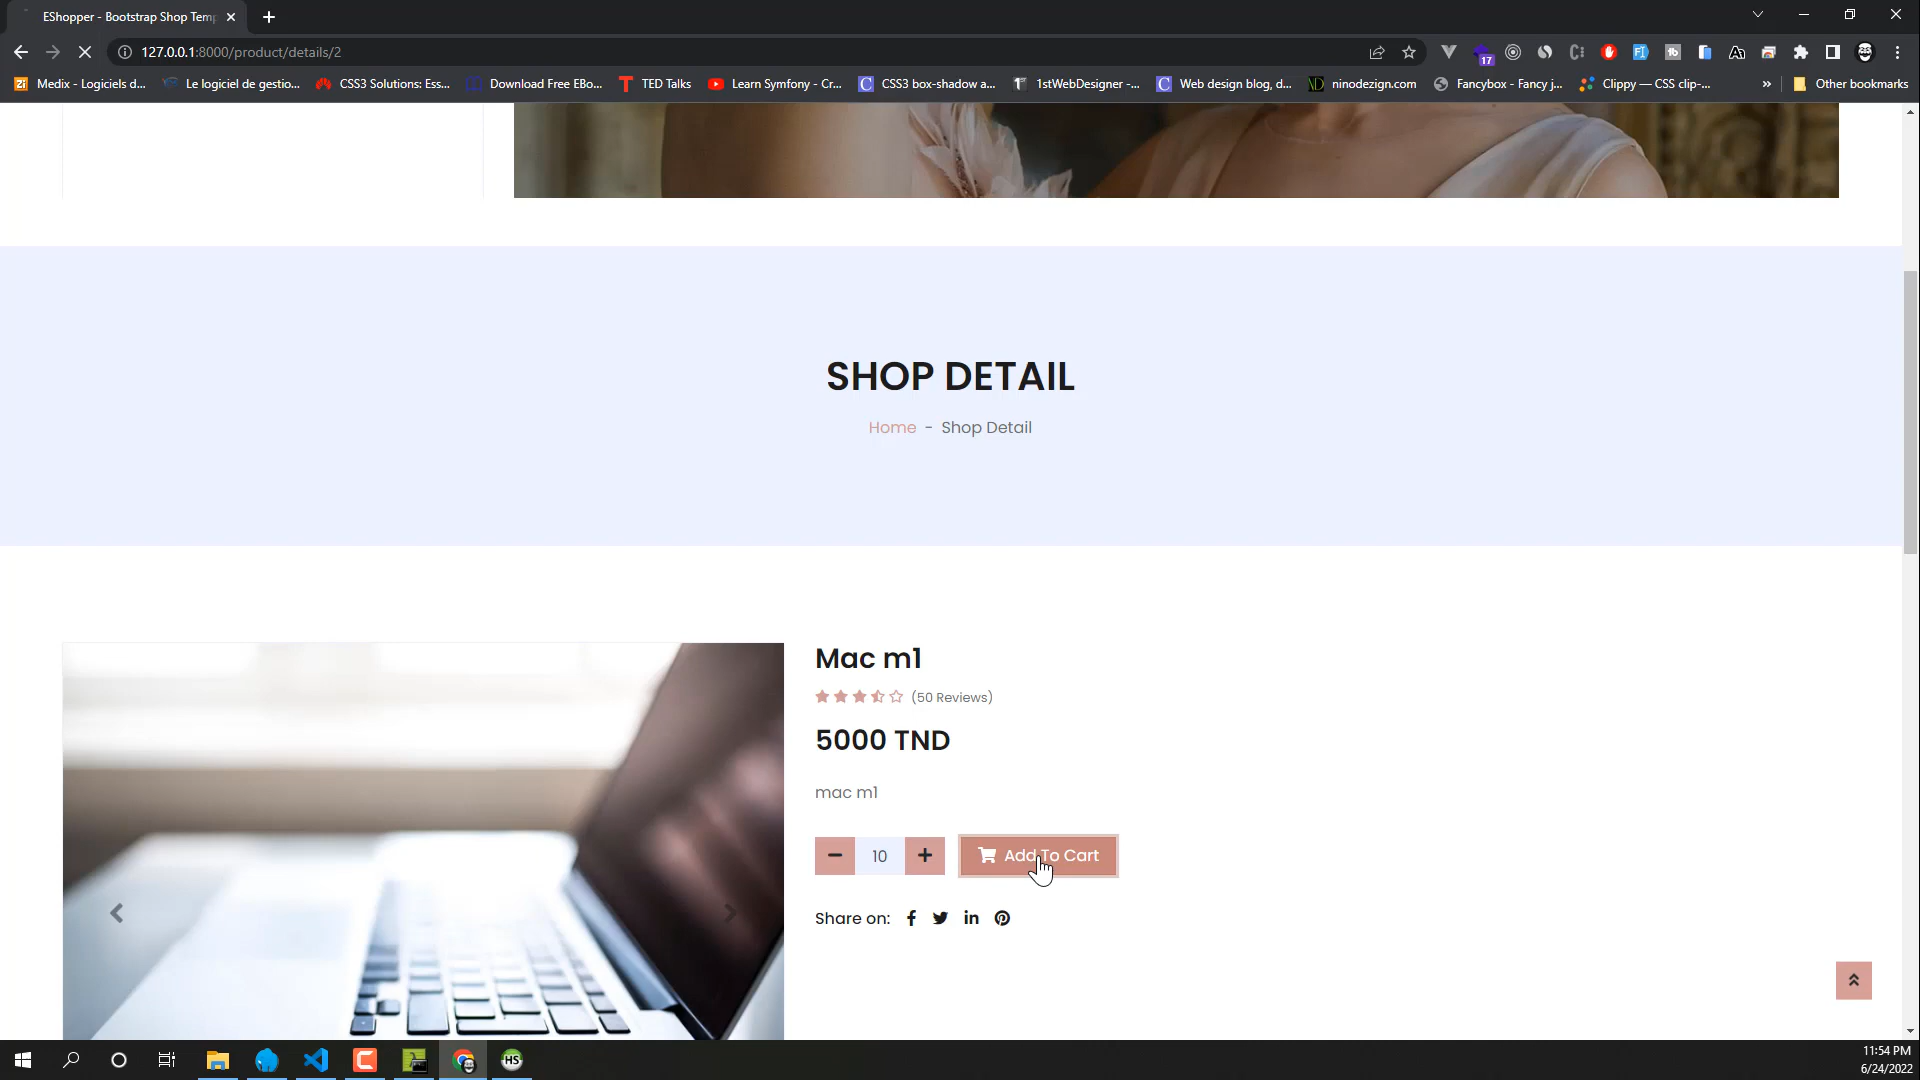 EShopper - Bootstrap Shop Tem
127.0.0.1:8000/product/details/2
17
Medix - Logiciels d...
Le logiciel de gestio...
CSS3 Solutions: Ess...
Download Free EBo...
TED Talks
Learn Symfony - Cr...
CSS3 box-shadow a...
1stWebDesigner -...
Web design blog, d...
ninodezign.com
Fancybox - Fancy j...
Clippy — CSS clip-...
»
Other bookmarks
SHOP DETAIL
Home - Shop Detail
Mac m1
(50 Reviews)
5000 TND
mac m1
10
Add To Cart
Share on:
HS
11:54 PM
6/24/2022